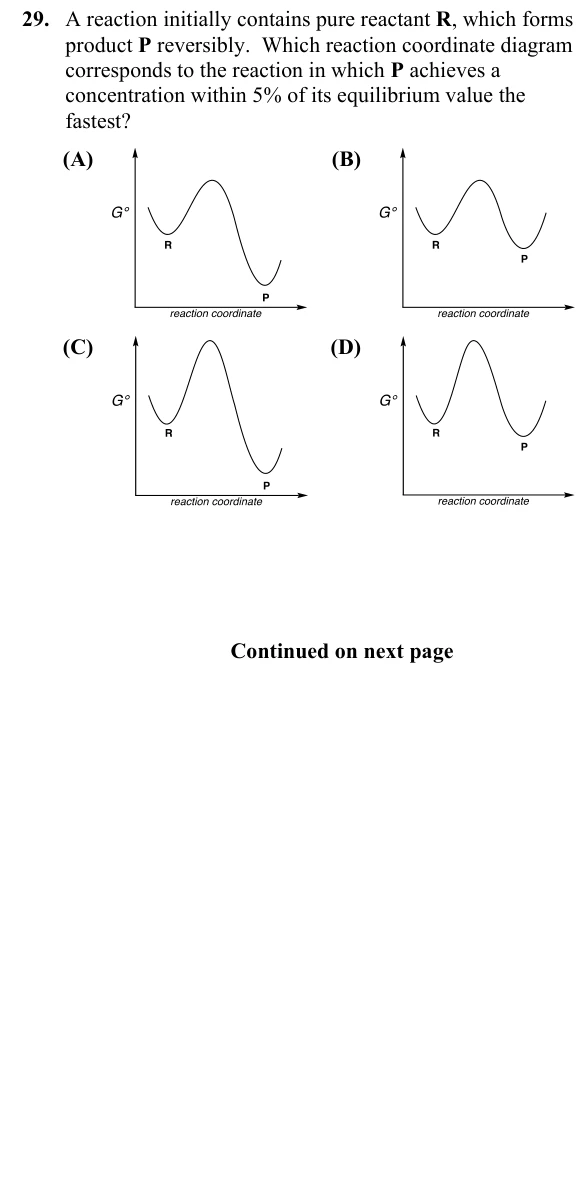 29. A reaction initially contains pure reactant R, which forms
product P reversibly. Which reaction coordinate diagram
corresponds to the reaction in which P achieves a
concentration within 5% of its equilibrium value the
fastest?
(A)
G°
R
P
reaction coordinate
(B)
G°
R
P
reaction coordinate
(C)
G°
R
P
reaction coordinate
(D)
G°
R
P
reaction coordinate
Continued on next page